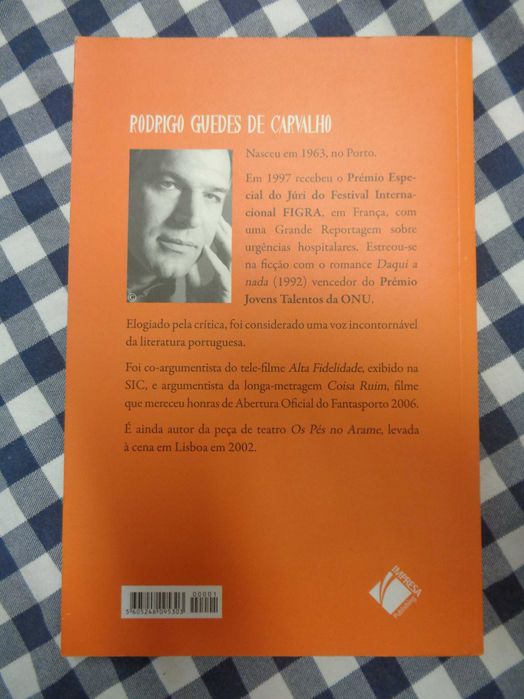 RODRIGO GUEDES DE CARVALHO
Nasceu em 1963, no Porto.
Em 1997 recebeu o Prémio Espe-
cial do Júri do Festival Interna-
cional FIGRA, em França, com
uma Grande Reportagem sobre
urgências hospitalares. Estreou-se
na ficção com o romance Daqui a
nada (1992) vencedor do Prémio
Jovens Talentos da ONU.
©
Elogiado pela crítica, foi considerado uma voz incontornável
da literatura portuguesa.
Foi co-argumentista do tele-filme Alta Fidelidade, exibido na
SIC, e argumentista da longa-metragem Coisa Ruim, filme
que mereceu honras de Abertura Oficial do Fantasporto 2006.
É ainda autor da peça de teatro Os Pés no Arame, levada
à cena em Lisboa em 2002.
00001
5605248095303
IMPRESA
Publishing